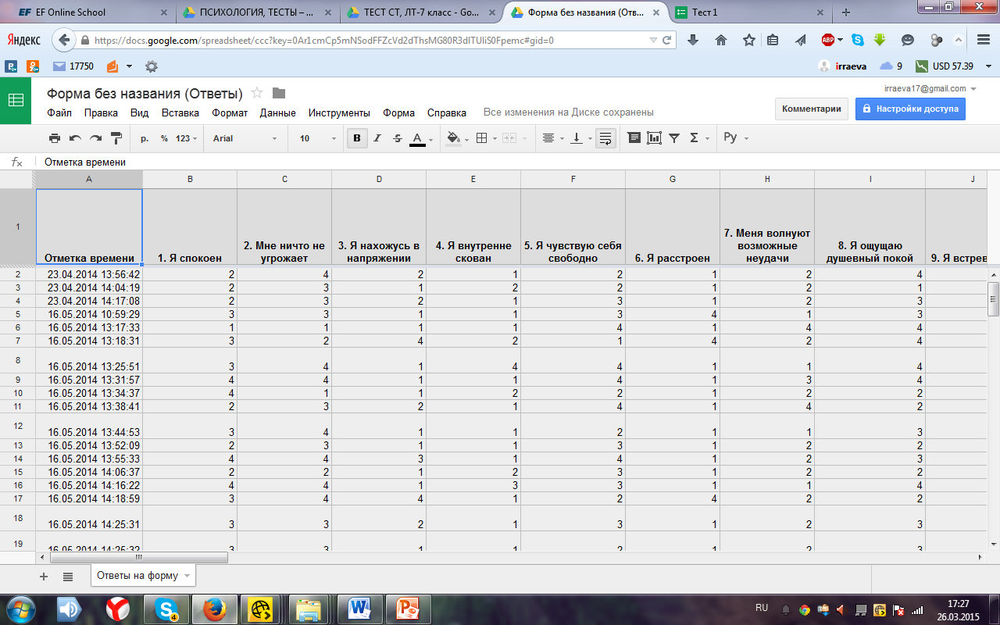 EF EF Online School
ПСИХОЛОГИЯ, ТЕСТЫ – ...
ТЕСТ СТ, ЛТ-7 класс - Go...
Форма без названия (Отв...
Тест1
Яндекс
https://docs.google.com/spreadsheet/ccc?key=0Ar1cmCp5mNSodFFZcVd2dThsMG80R3dITUliS0Fpemc#gid=0
ABP
17750
irraeva
9
USD 57.39
Форма без названия (Ответы)
irraeva17@gmail.com
Файл Правка Вид Вставка Формат Данные Инструменты Форма Справка Все изменения на Диске сохранены
Комментарии
Настройки доступа
р. % 123 Arial 10 B I S A Σ Ру
fx Отметка времени
A B C D E F G H I J
1 Отметка времени 1. Я спокоен 2. Мне ничто не угрожает 3. Я нахожусь в напряжении 4. Я внутренне скован 5. Я чувствую себя свободно 6. Я расстроен 7. Меня волнуют возможные неудачи 8. Я ощущаю душевный покой 9. Я встрев
2 23.04.2014 13:56:42 2 4 2 1 2 1 2 4
3 23.04.2014 14:04:19 2 3 1 2 2 1 2 1
4 23.04.2014 14:17:08 2 3 2 1 3 1 2 3
5 16.05.2014 10:59:29 3 3 1 1 3 4 1 3
6 16.05.2014 13:17:33 1 1 1 1 4 1 4 4
7 16.05.2014 13:18:31 3 2 4 2 1 4 2 4
8 16.05.2014 13:25:51 3 4 1 4 4 1 1 4
9 16.05.2014 13:31:57 4 4 1 1 4 1 3 4
10 16.05.2014 13:34:37 4 1 1 2 2 1 2 2
11 16.05.2014 13:38:41 2 3 2 1 4 1 4 2
12 16.05.2014 13:44:53 3 4 1 1 2 1 1 3
13 16.05.2014 13:52:09 2 3 1 1 3 1 2 2
14 16.05.2014 13:55:33 4 4 3 1 4 1 2 3
15 16.05.2014 14:06:37 2 2 1 2 3 1 2 2
16 16.05.2014 14:16:22 4 4 1 3 3 1 1 4
17 16.05.2014 14:18:59 3 4 4 1 2 4 2 2
18 16.05.2014 14:25:31 3 3 2 1 3 1 2 3
19 16.05.2014 14:25:32 3 3 1 1 2 1 2 3
Ответы на форму
4
RU
17:27
26.03.2015